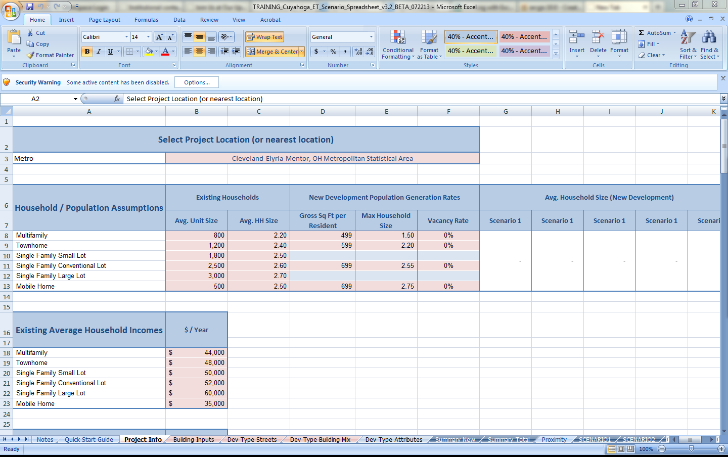 TRAINING_Cuyahoga_ET_Scenario_Spreadsheet_v3.2_BETA_072213 - Microsoft Excel
Home Insert Page Layout Formulas Data Review View Acrobat
Paste Cut Copy Format Painter
Calibri 14 Wrap Text General
Merge & Center
Conditional Formatting Format as Table
40% - Accent... 40% - Accent...
40% - Accent... 40% - Accent...
Insert Delete Format
AutoSum Fill Clear
Sort & Filter Find & Select
Clipboard Font Alignment Number Styles Cells Editing
Security Warning Some active content has been disabled. Options...
A2 fx Select Project Location (or nearest location)
A B C D E F G H I J K
1
2 Select Project Location (or nearest location)
3 Metro Cleveland-Elyria-Mentor, OH Metropolitan Statistical Area
4
5
6 Household / Population Assumptions Existing Households New Development Population Generation Rates Avg. Household Size (New Development)
7 Avg. Unit Size Avg. HH Size Gross Sq Ft per Resident Max Household Size Vacancy Rate Scenario 1 Scenario 1 Scenario 1 Scenario 1 Scenari
8 Multifamily 800 2.20 499 1.50 0%
9 Townhome 1,200 2.40 599 2.20 0%
10 Single Family Small Lot 1,800 2.50
11 Single Family Conventional Lot 2,500 2.60 699 2.55 0%
12 Single Family Large Lot 3,000 2.70
13 Mobile Home 500 2.50 699 2.75 0%
14
15
16 Existing Average Household Incomes $ / Year
17
18 Multifamily $ 44,000
19 Townhome $ 48,000
20 Single Family Small Lot $ 50,000
21 Single Family Conventional Lot $ 52,000
22 Single Family Large Lot $ 60,000
23 Mobile Home $ 35,000
24
25
Notes Quick Start Guide Project Info Building Inputs Dev Type Streets Dev Type Building Mix Dev Type Attributes Proximity
Ready 100%